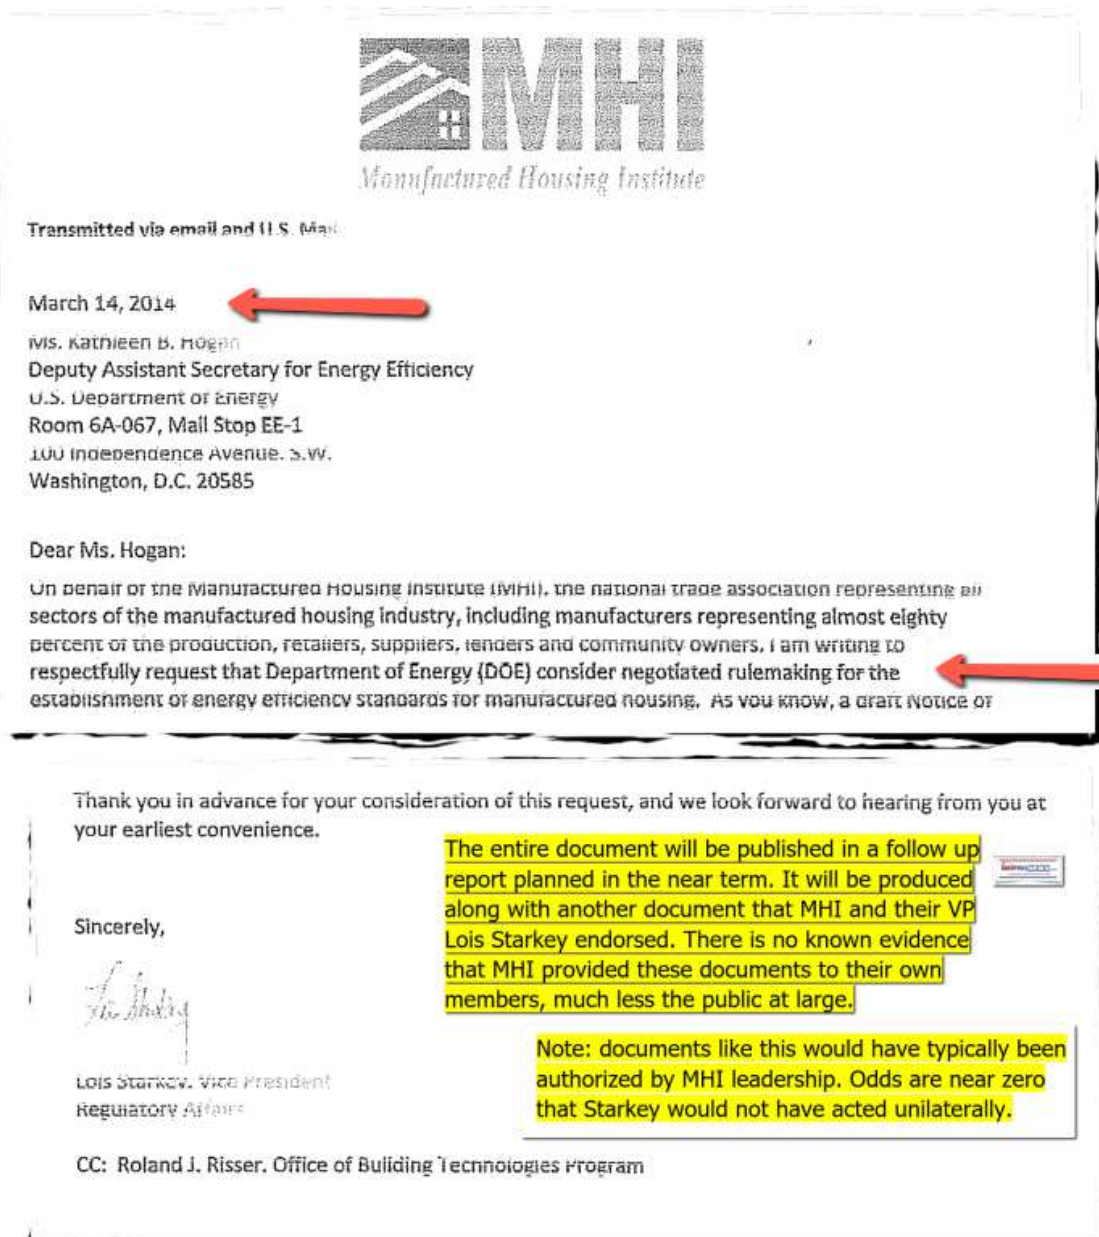 MHI
Manufactured Housing Institute
Transmitted via email and U.S. Mail
March 14, 2014
Ms. Kathleen B. Hogan
Deputy Assistant Secretary for Energy Efficiency
U.S. Department of Energy
Room 6A-067, Mail Stop EE-1
100 Independence Avenue. S.W.
Washington, D.C. 20585
Dear Ms. Hogan:
On behalf of the Manufactured Housing Institute (MHI), the national trade association representing all
sectors of the manufactured housing industry, including manufacturers representing almost eighty
percent of the production, retailers, suppliers, lenders and community owners, I am writing to
respectfully request that Department of Energy (DOE) consider negotiated rulemaking for the
establishment of energy efficiency standards for manufactured housing. As you know, a draft Notice of
Thank you in advance for your consideration of this request, and we look forward to hearing from you at
your earliest convenience.
The entire document will be published in a follow up
report planned in the near term. It will be produced
along with another document that MHI and their VP
Lois Starkey endorsed. There is no known evidence
that MHI provided these documents to their own
members, much less the public at large.
Sincerely,
Note: documents like this would have typically been
authorized by MHI leadership. Odds are near zero
that Starkey would not have acted unilaterally.
Lois Starkey, Vice President
Regulatory Affairs
CC: Roland J. Risser. Office of Building Technologies Program